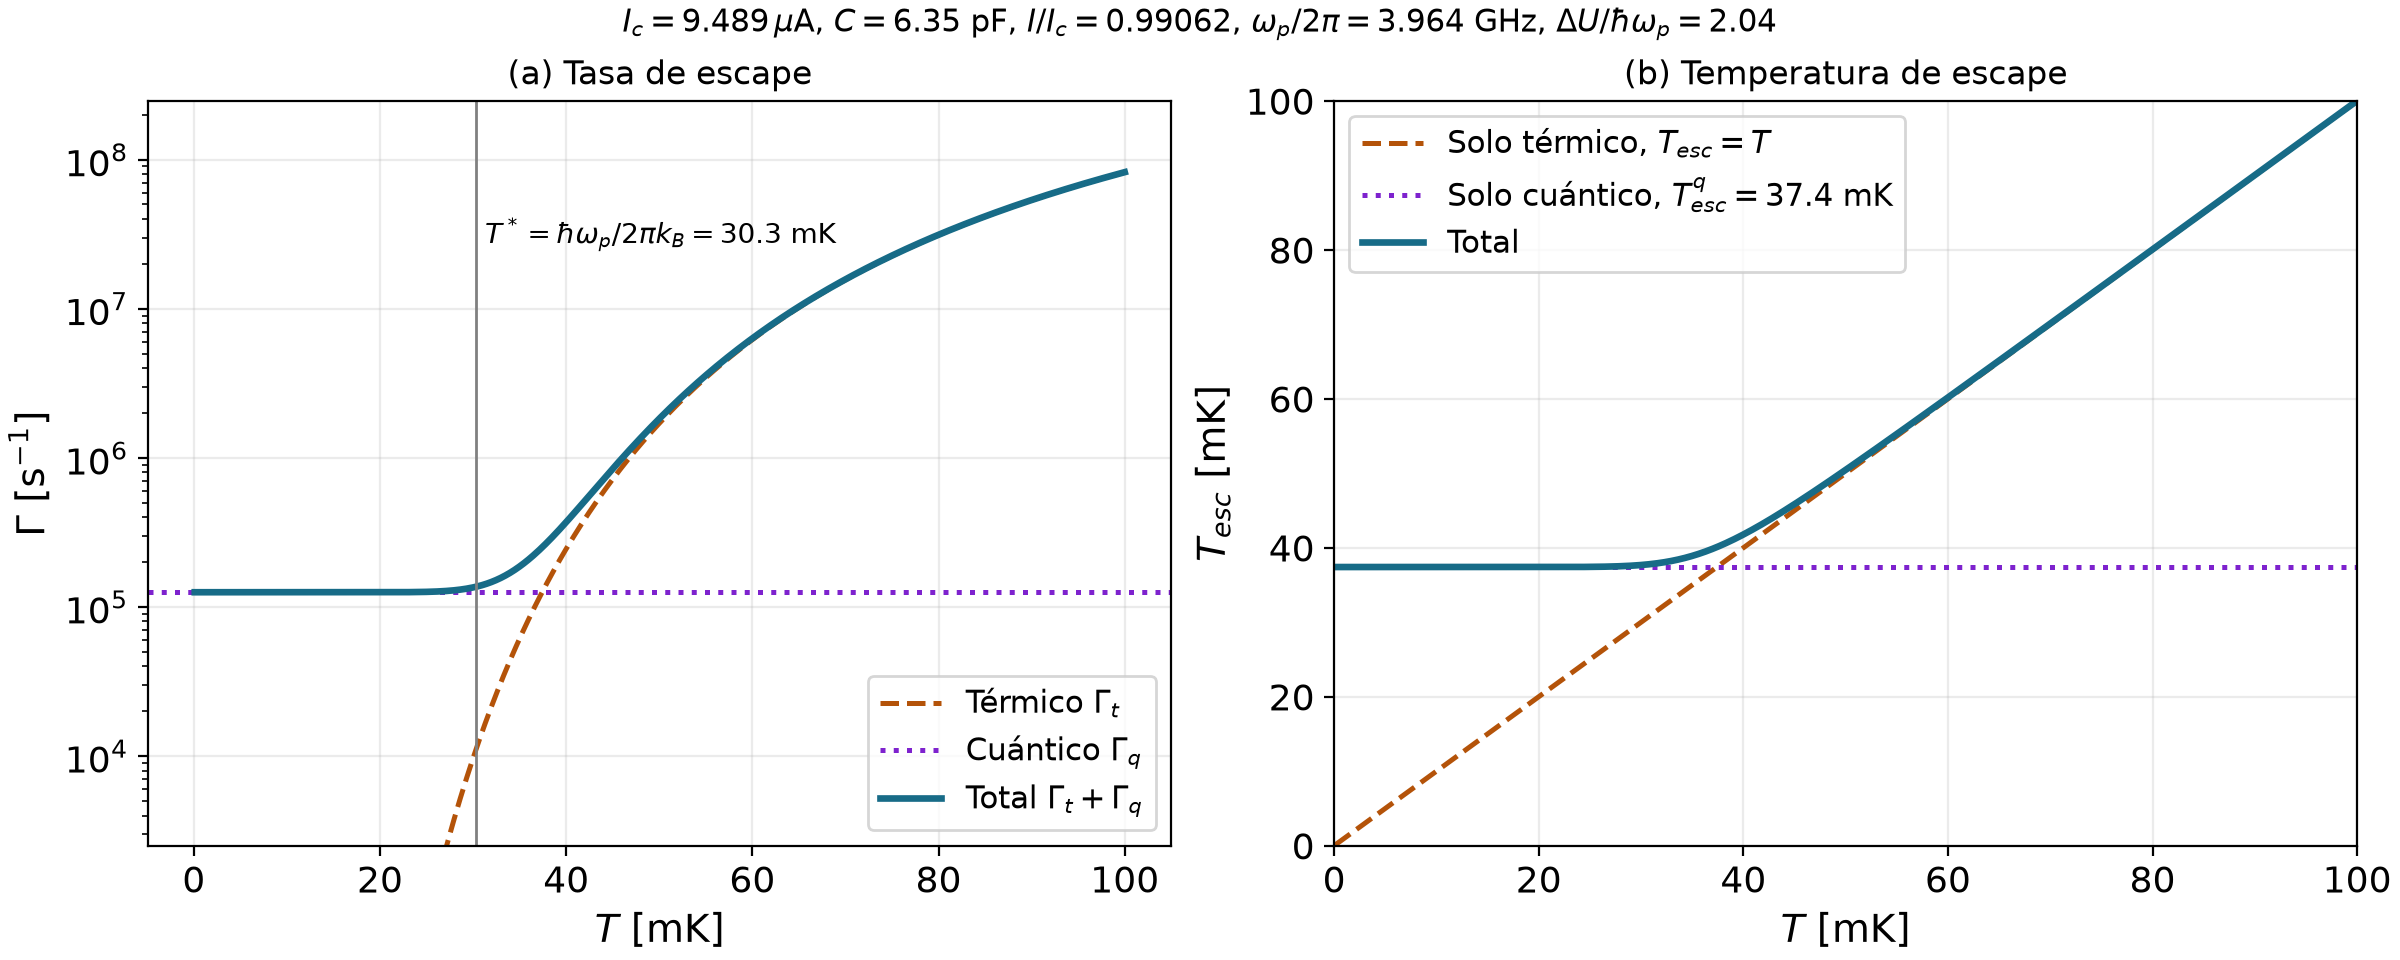 I_c = 9.489 μA, C = 6.35 pF, I/I_c = 0.99062, ω_p/2π = 3.964 GHz, ΔU/ħω_p = 2.04
(a) Tasa de escape
10^8
10^7
10^6
10^5
10^4
Γ [s^−1]
T^* = ħω_p/2πk_B = 30.3 mK
Térmico Γ_t
Cuántico Γ_q
Total Γ_t + Γ_q
0 20 40 60 80 100
T [mK]
(b) Temperatura de escape
100
80
60
40
20
0
T_esc [mK]
Solo térmico, T_esc = T
Solo cuántico, T_esc^q = 37.4 mK
Total
0 20 40 60 80 100
T [mK]